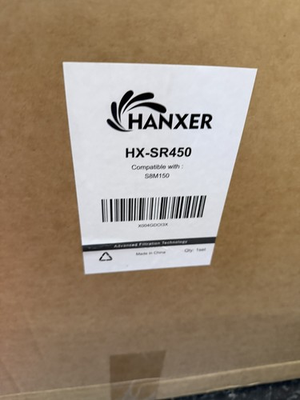 HANXER
HX-SR450
Compatible with :
S8M150
Advanced Filtration Technology
Made in China
Qty: 1set